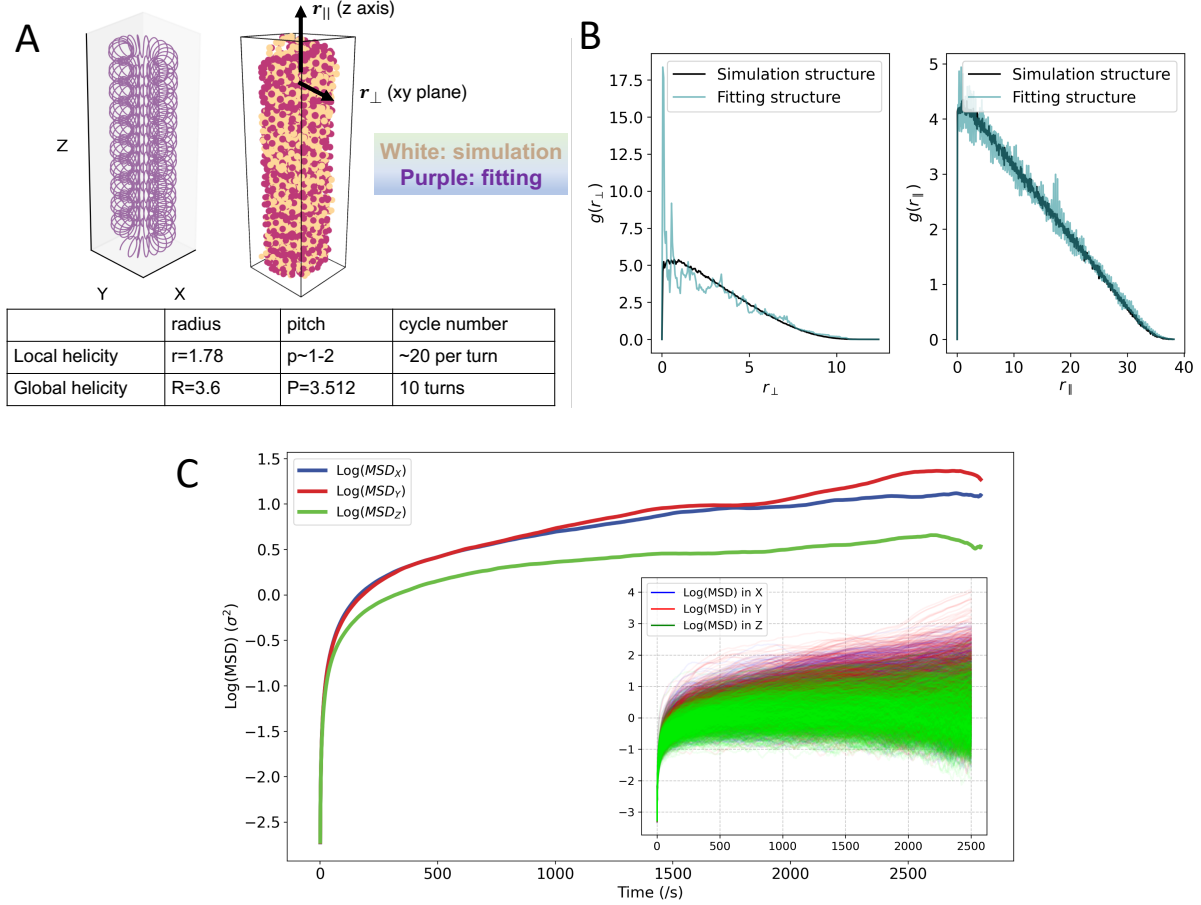 A
r|| (z axis)
r⊥ (xy plane)
Z
Y
X
White: simulation
Purple: fitting
radius pitch cycle number
Local helicity r=1.78 p~1-2 ~20 per turn
Global helicity R=3.6 P=3.512 10 turns
B
Simulation structure
Fitting structure
g(r⊥)
17.5
15.0
12.5
10.0
7.5
5.0
2.5
0.0
0 5 10
r⊥
Simulation structure
Fitting structure
g(r∥)
5
4
3
2
1
0
0 10 20 30 40
r∥
C
Log(MSD_X)
Log(MSD_Y)
Log(MSD_Z)
Log(MSD) (σ²)
1.5
1.0
0.5
0.0
−0.5
−1.0
−1.5
−2.0
−2.5
0 500 1000 1500 2000 2500
Time (/s)
Log(MSD) in X
Log(MSD) in Y
Log(MSD) in Z
4
3
2
1
0
−1
−2
−3
0 500 1000 1500 2000 2500